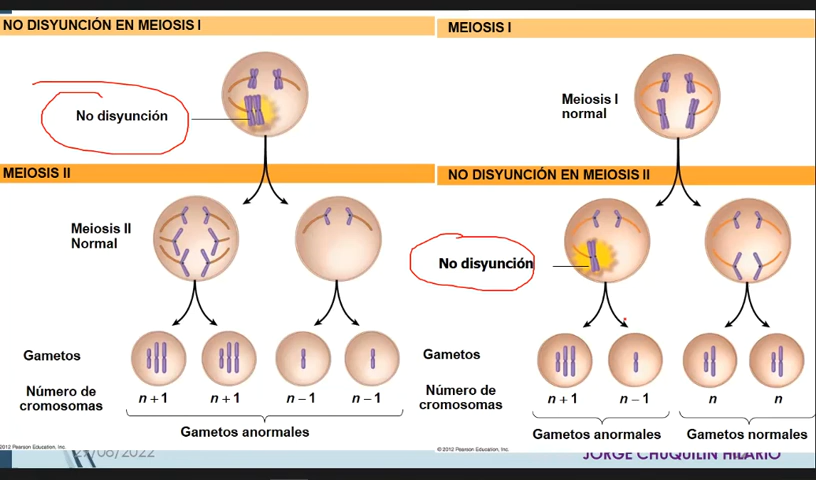 NO DISYUNCIÓN EN MEIOSIS I
No disyunción
MEIOSIS II
Meiosis II
Normal
Gametos
Número de
cromosomas
n + 1
n + 1
n – 1
n – 1
Gametos anormales
2012 Pearson Education, Inc.
MEIOSIS I
Meiosis I
normal
NO DISYUNCIÓN EN MEIOSIS II
No disyunción
Gametos
Número de
cromosomas
n + 1
n – 1
n
n
Gametos anormales
Gametos normales
© 2012 Pearson Education, Inc.
/06/2022
JORGE CHUQUILIN HILARIO